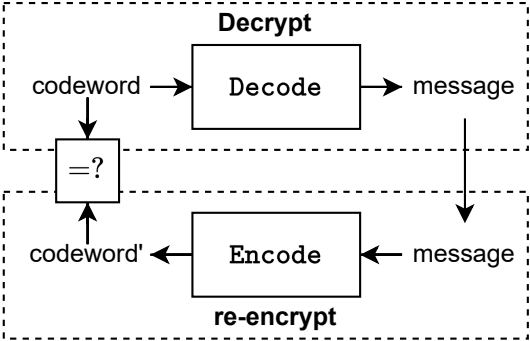 Decrypt
codeword
Decode
message
=?
codeword'
Encode
message
re-encrypt